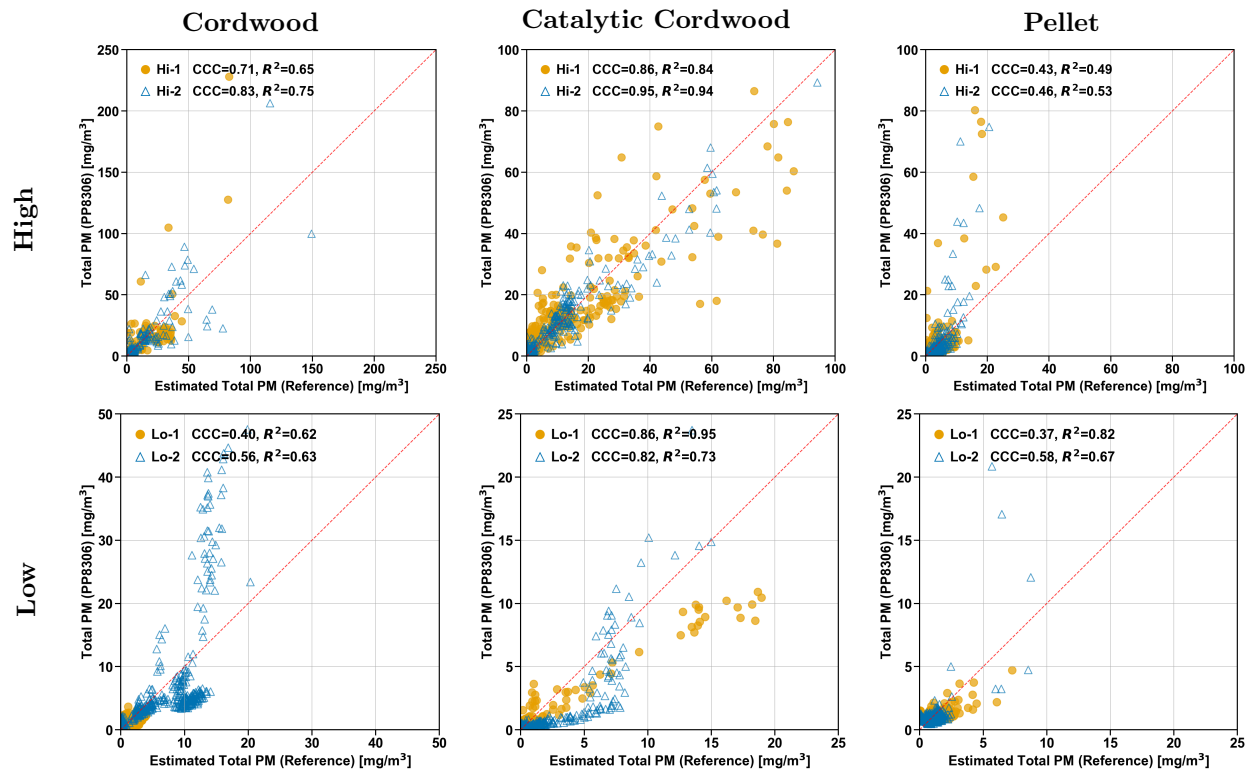 Cordwood
Catalytic Cordwood
Pellet
High
Total PM (PP8306) [mg/m³]
250
200
150
100
50
0
Hi-1 CCC=0.71, R²=0.65
Hi-2 CCC=0.83, R²=0.75
0 50 100 150 200 250
Estimated Total PM (Reference) [mg/m³]
Total PM (PP8306) [mg/m³]
100
80
60
40
20
0
Hi-1 CCC=0.86, R²=0.84
Hi-2 CCC=0.95, R²=0.94
0 20 40 60 80 100
Estimated Total PM (Reference) [mg/m³]
Total PM (PP8306) [mg/m³]
100
80
60
40
20
0
Hi-1 CCC=0.43, R²=0.49
Hi-2 CCC=0.46, R²=0.53
0 20 40 60 80 100
Estimated Total PM (Reference) [mg/m³]
Low
Total PM (PP8306) [mg/m³]
50
40
30
20
10
0
Lo-1 CCC=0.40, R²=0.62
Lo-2 CCC=0.56, R²=0.63
0 10 20 30 40 50
Estimated Total PM (Reference) [mg/m³]
Total PM (PP8306) [mg/m³]
25
20
15
10
5
0
Lo-1 CCC=0.86, R²=0.95
Lo-2 CCC=0.82, R²=0.73
0 5 10 15 20 25
Estimated Total PM (Reference) [mg/m³]
Total PM (PP8306) [mg/m³]
25
20
15
10
5
0
Lo-1 CCC=0.37, R²=0.82
Lo-2 CCC=0.58, R²=0.67
0 5 10 15 20 25
Estimated Total PM (Reference) [mg/m³]